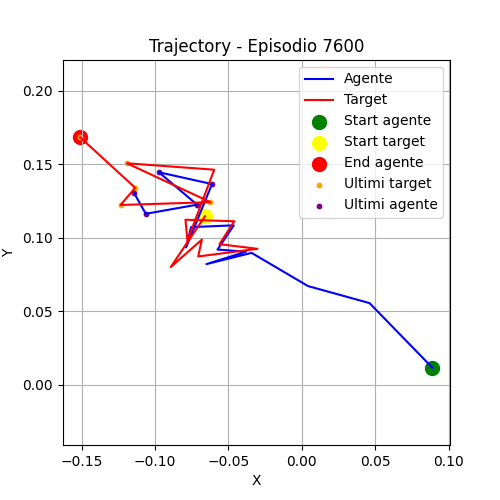 Trajectory - Episodio 7600
Agente
Target
Start agente
Start target
End agente
Ultimi target
Ultimi agente
0.20
0.15
0.10
0.05
0.00
Y
−0.15
−0.10
−0.05
0.00
0.05
0.10
X